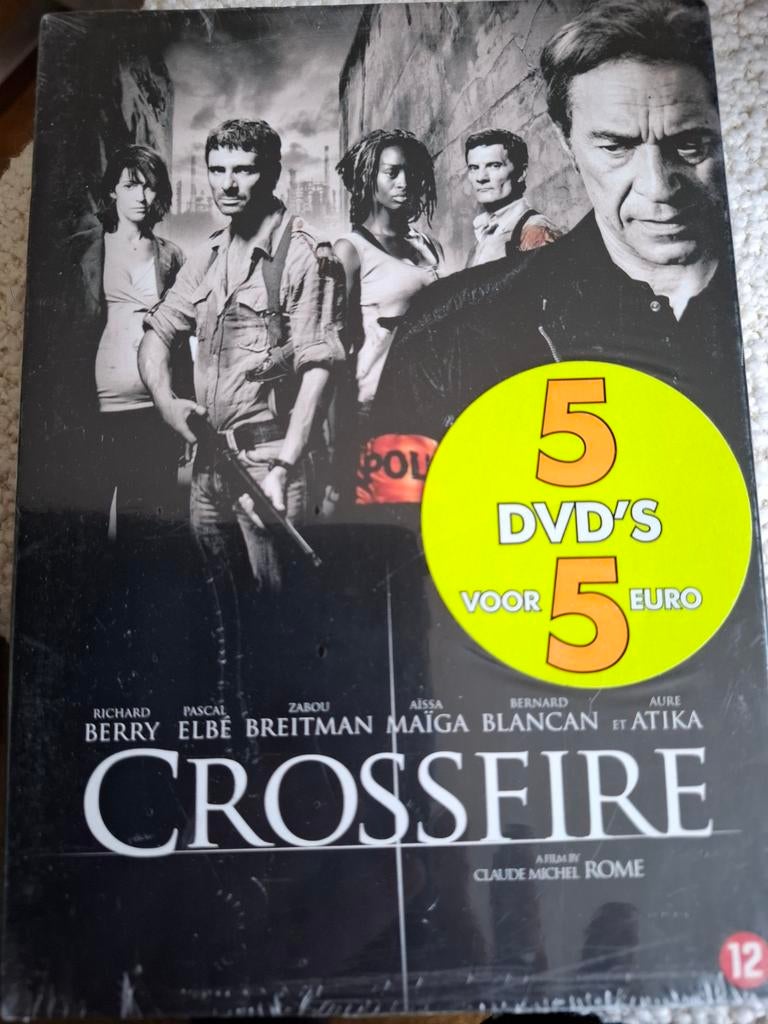 POLI
5
DVD'S
VOOR 5 EURO
RICHARD BERRY PASCAL ELBÉ ZABOU BREITMAN AÏSSA MAÏGA BERNARD BLANCAN ET AURE ATIKA
CROSSFIRE
A FILM BY
CLAUDE MICHEL ROME
12